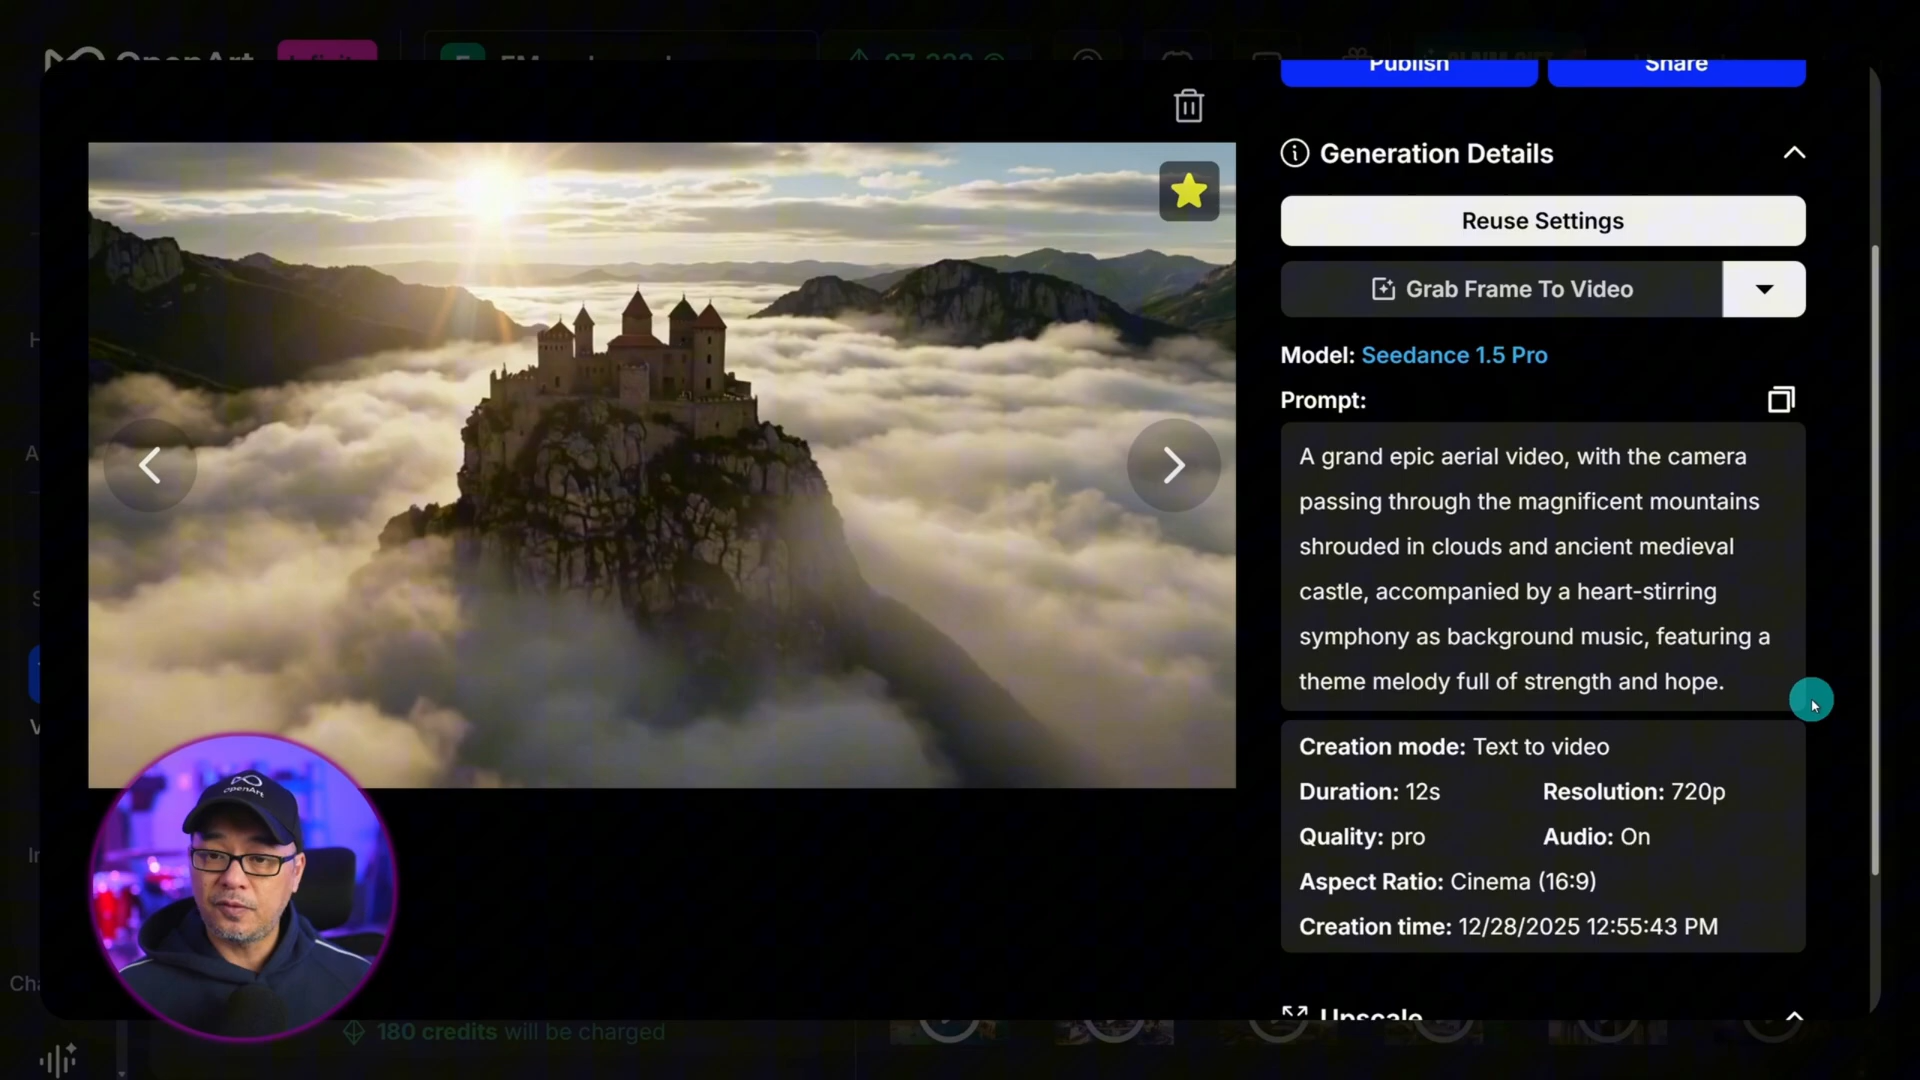 Publish
Share
Generation Details
Reuse Settings
Grab Frame To Video
Model: Seedance 1.5 Pro
Prompt:
A grand epic aerial video, with the camera
passing through the magnificent mountains
shrouded in clouds and ancient medieval
castle, accompanied by a heart-stirring
symphony as background music, featuring a
theme melody full of strength and hope.
Creation mode: Text to video
Duration: 12s
Resolution: 720p
Quality: pro
Audio: On
Aspect Ratio: Cinema (16:9)
Creation time: 12/28/2025 12:55:43 PM
Upscale
180 credits will be charged
OpenArt